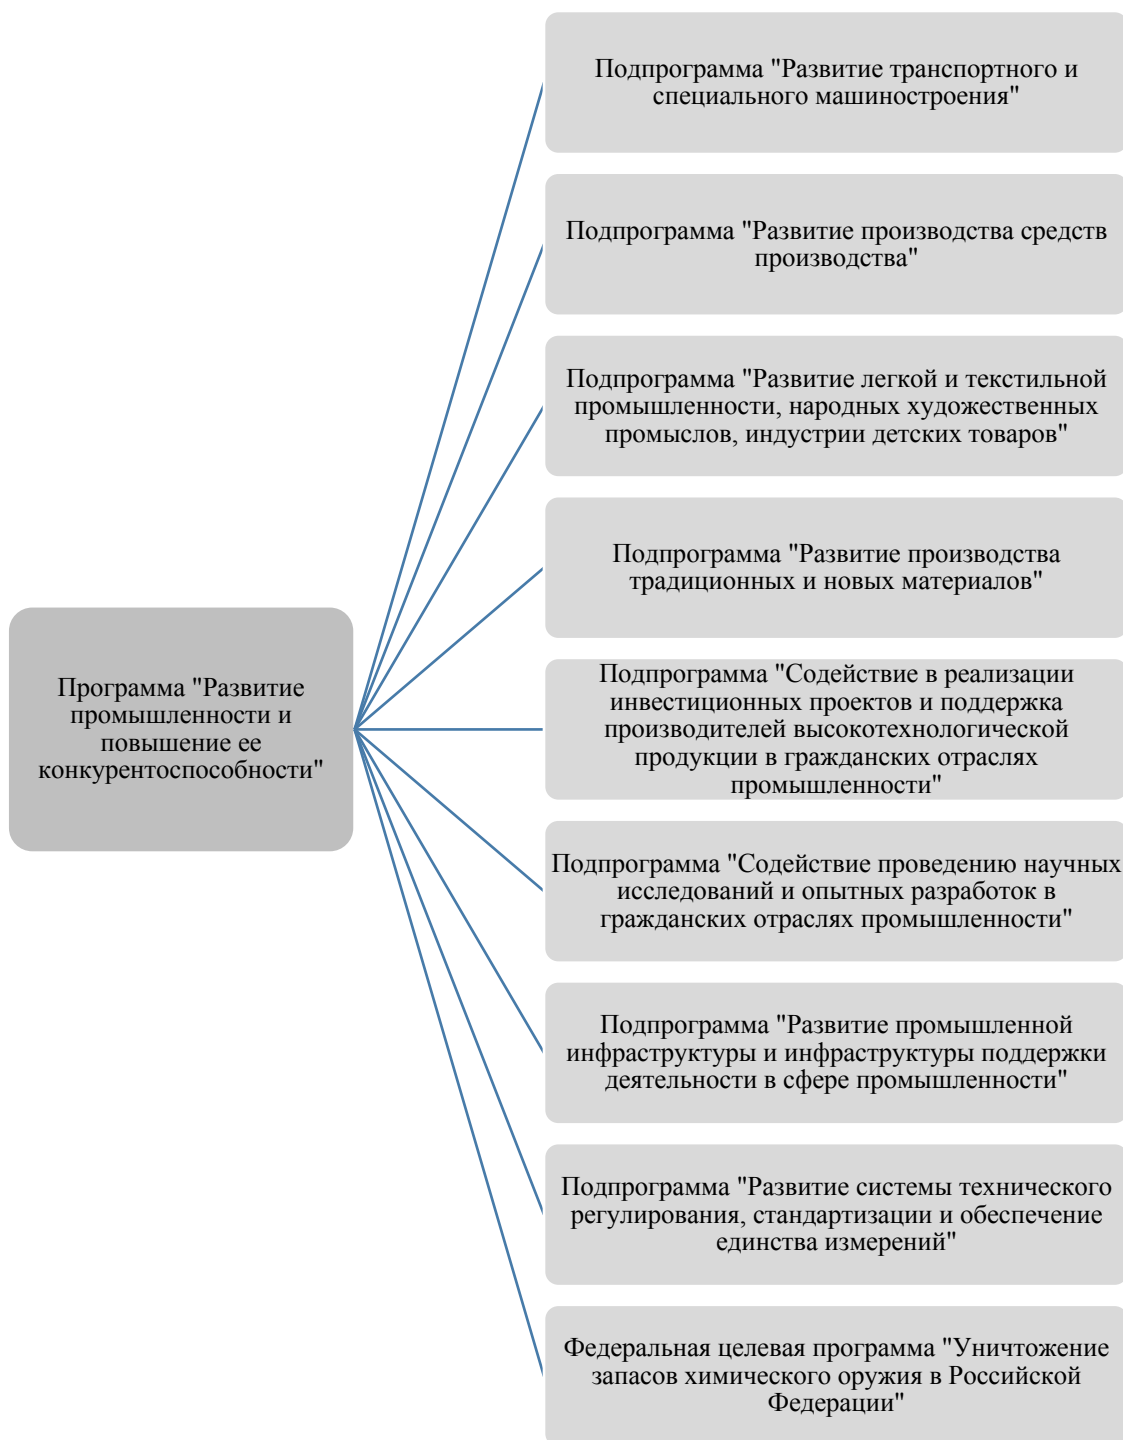 Подпрограмма "Развитие транспортного и
специального машиностроения"
Подпрограмма "Развитие производства средств
производства"
Подпрограмма "Развитие легкой и текстильной
промышленности, народных художественных
промыслов, индустрии детских товаров"
Подпрограмма "Развитие производства
традиционных и новых материалов"
Программа "Развитие
промышленности и
повышение ее
конкурентоспособности"
Подпрограмма "Содействие в реализации
инвестиционных проектов и поддержка
производителей высокотехнологической
продукции в гражданских отраслях
промышленности"
Подпрограмма "Содействие проведению научных
исследований и опытных разработок в
гражданских отраслях промышленности"
Подпрограмма "Развитие промышленной
инфраструктуры и инфраструктуры поддержки
деятельности в сфере промышленности"
Подпрограмма "Развитие системы технического
регулирования, стандартизации и обеспечение
единства измерений"
Федеральная целевая программа "Уничтожение
запасов химического оружия в Российской
Федерации"